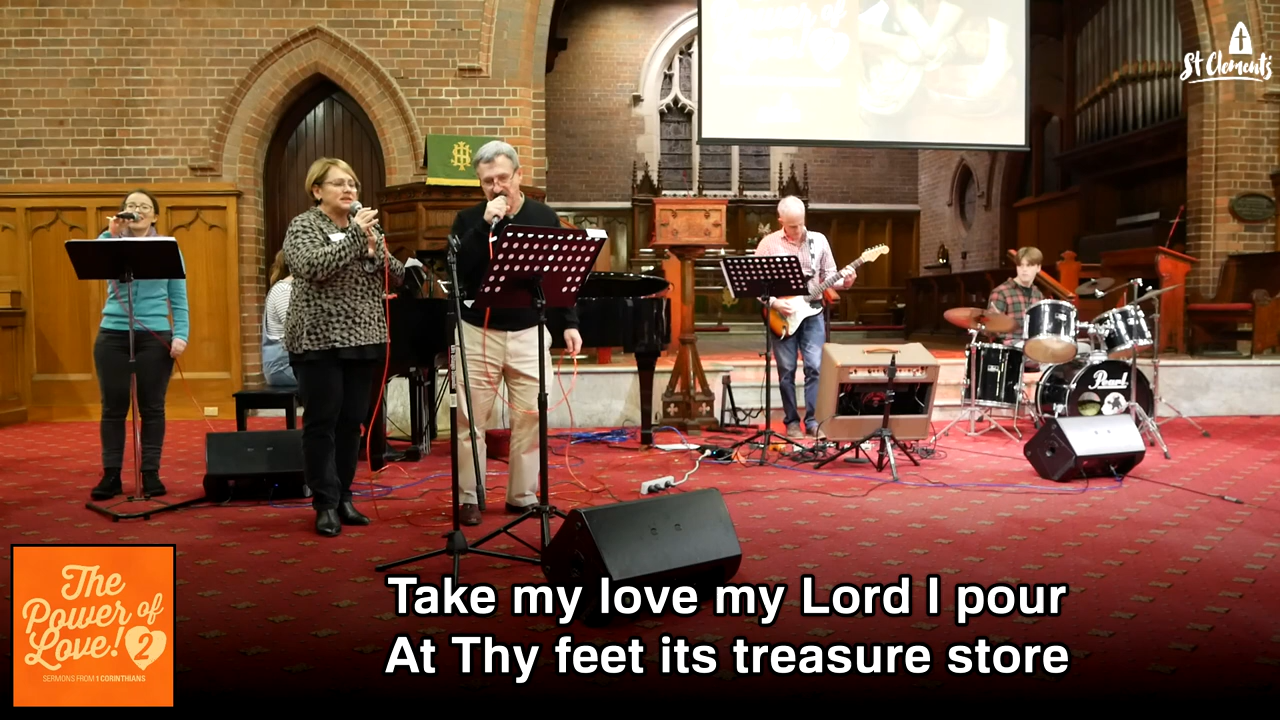 St Clement's
Pearl
The
Power of
Love! 2
SERMONS FROM 1 CORINTHIANS
Take my love my Lord I pour
At Thy feet its treasure store